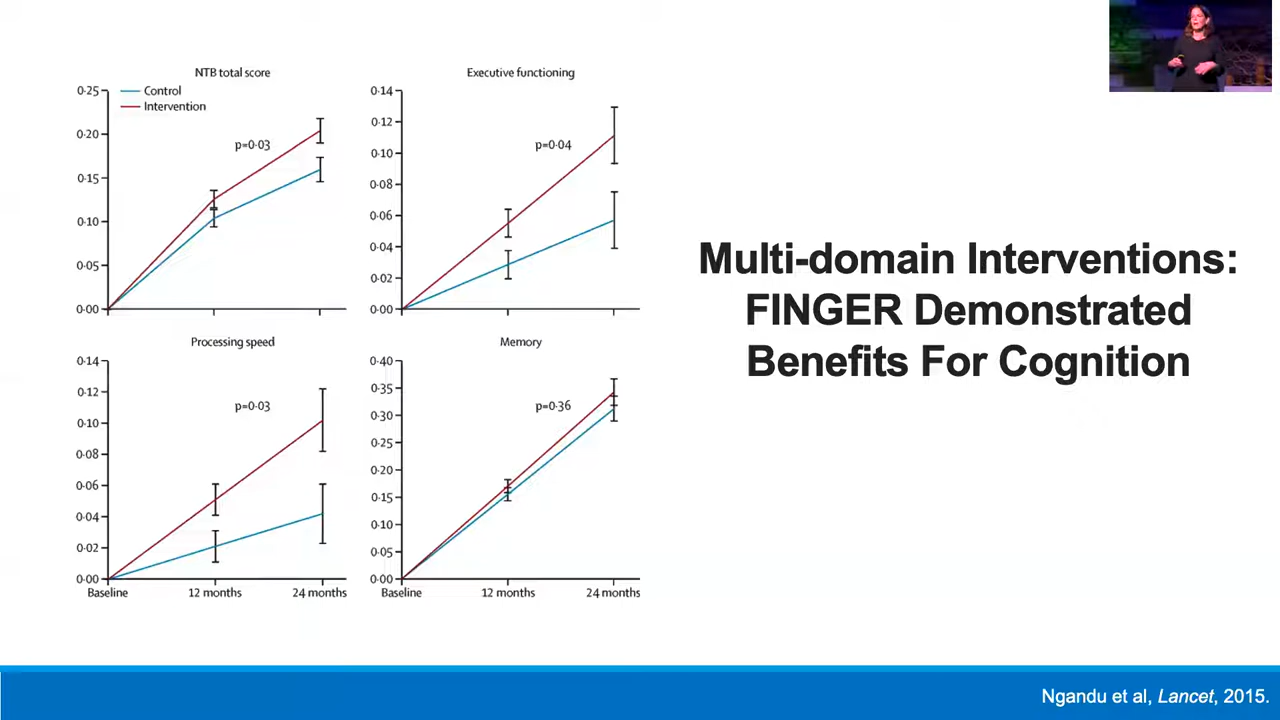 NTB total score
0·25
0·20
0·15
0·10
0·05
0·00
Control
Intervention
p=0·03
Executive functioning
0·14
0·12
0·10
0·08
0·06
0·04
0·02
0·00
p=0·04
Processing speed
0·14
0·12
0·10
0·08
0·06
0·04
0·02
0·00
p=0·03
Baseline
12 months
24 months
Memory
0·40
0·35
0·30
0·25
0·20
0·15
0·10
0·05
0·00
p=0·36
Baseline
12 months
24 months
Multi-domain Interventions:
FINGER Demonstrated
Benefits For Cognition
Ngandu et al, Lancet, 2015.